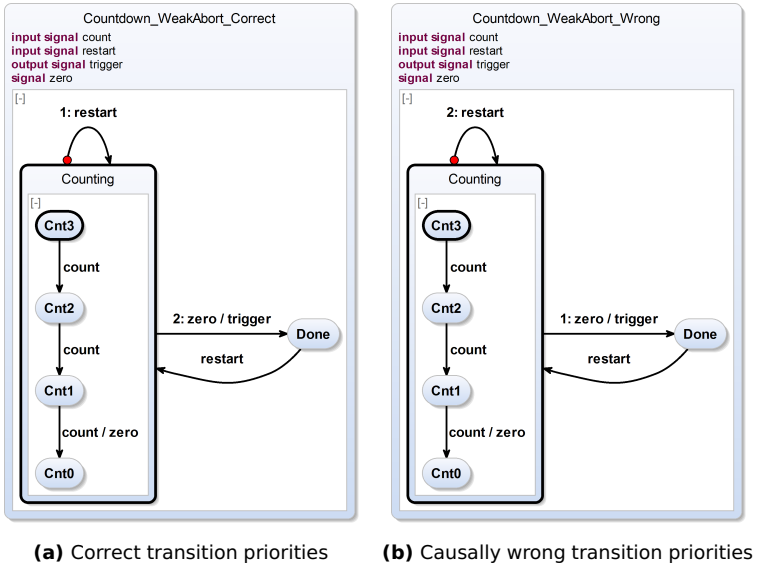 Countdown_WeakAbort_Correct
input signal count
input signal restart
output signal trigger
signal zero
[-]
1: restart
Counting
[-]
Cnt3
count
Cnt2
2: zero / trigger
Done
count
restart
Cnt1
count / zero
Cnt0
(a) Correct transition priorities
Countdown_WeakAbort_Wrong
input signal count
input signal restart
output signal trigger
signal zero
[-]
2: restart
Counting
[-]
Cnt3
count
Cnt2
1: zero / trigger
Done
count
restart
Cnt1
count / zero
Cnt0
(b) Causally wrong transition priorities